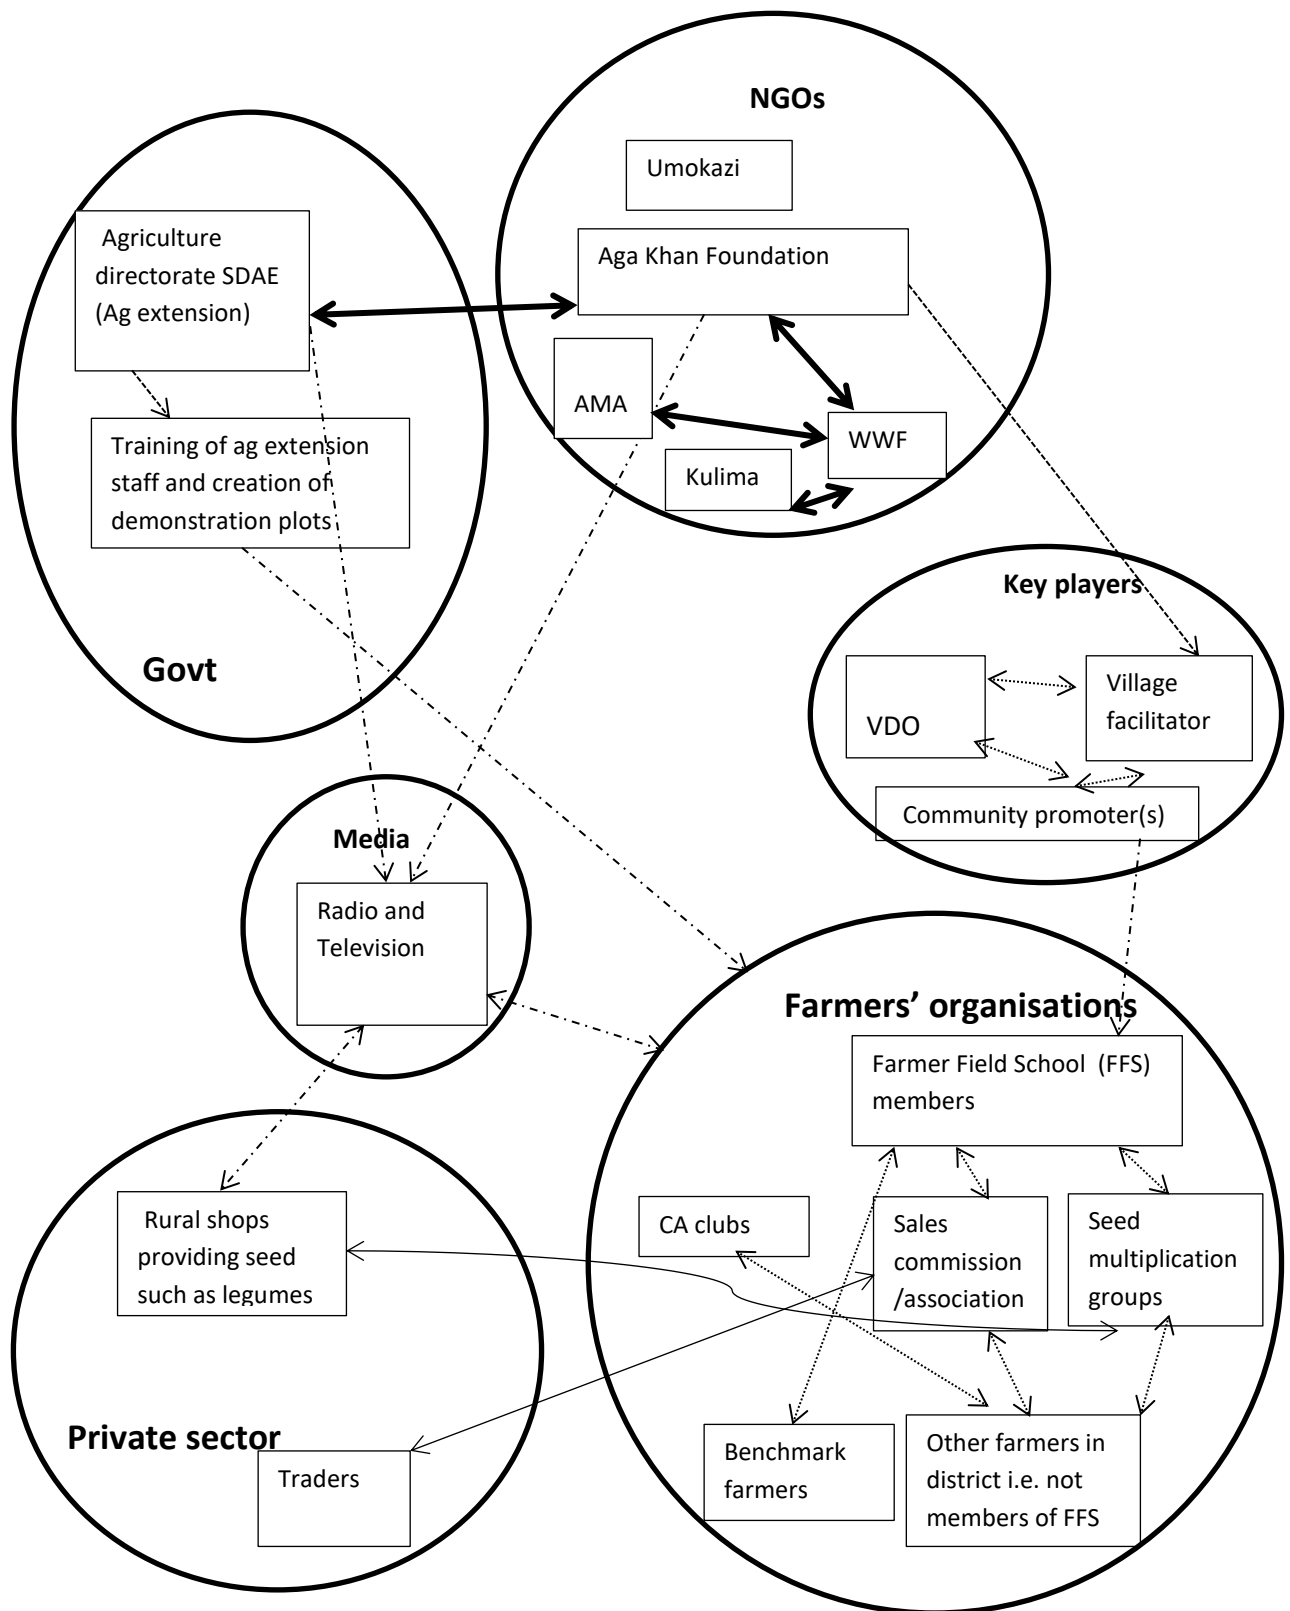 NGOs
Umokazi
Aga Khan Foundation
AMA
WWF
Kulima
Agriculture
directorate SDAE
(Ag extension)
Training of ag extension
staff and creation of
demonstration plots
Govt
Key players
VDO
Village
facilitator
Community promoter(s)
Media
Radio and
Television
Farmers’ organisations
Farmer Field School (FFS)
members
CA clubs
Sales
commission
/association
Seed
multiplication
groups
Benchmark
farmers
Other farmers in
district i.e. not
members of FFS
Rural shops
providing seed
such as legumes
Private sector
Traders